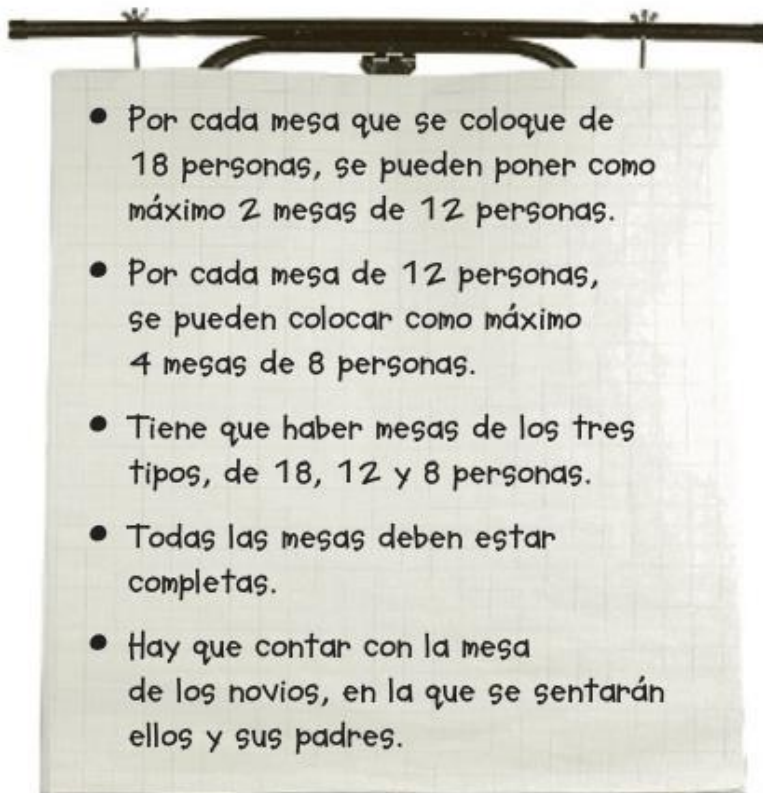 • Por cada mesa que se coloque de
18 personas, se pueden poner como
máximo 2 mesas de 12 personas.
• Por cada mesa de 12 personas,
se pueden colocar como máximo
4 mesas de 8 personas.
• Tiene que haber mesas de los tres
tipos, de 18, 12 y 8 personas.
• Todas las mesas deben estar
completas.
• Hay que contar con la mesa
de los novios, en la que se sentarán
ellos y sus padres.